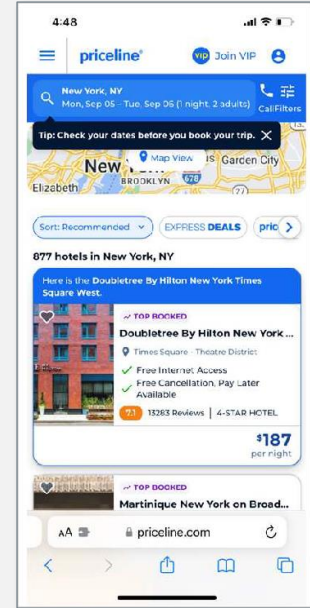 4:48
priceline®
VIP Join VIP
New York, NY
Mon, Sep 05 - Tue, Sep 06 (1 night, 2 adults)
Call Filters
Tip: Check your dates before you book your trip. X
Map View
New
Garden City
BROOKLYN
678
Elizabeth
27
Sort: Recommended
EXPRESS DEALS
pric
877 hotels in New York, NY
Here is the Doubletree By Hilton New York Times
Square West.
TOP BOOKED
Doubletree By Hilton New York ...
Times Square - Theatre District
Free Internet Access
Free Cancellation, Pay Later
Available
7.1 13283 Reviews | 4-STAR HOTEL
$187
per night
TOP BOOKED
Martinique New York on Broad...
AA
priceline.com